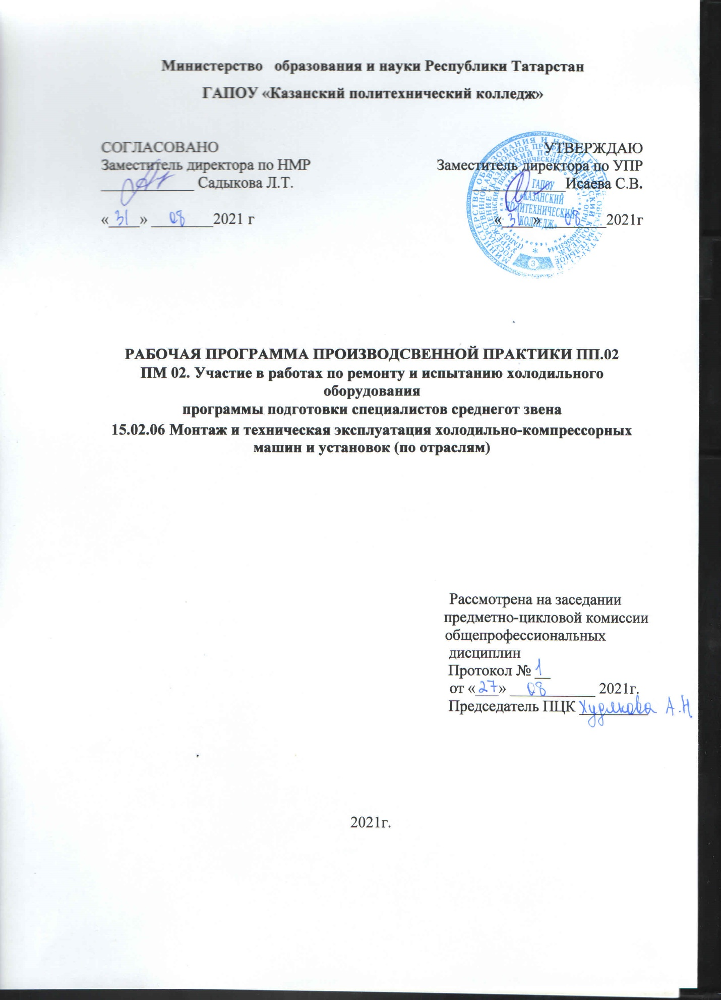 Министерство образования и науки Республики Татарстан
ГАПОУ «Казанский политехнический колледж»
СОГЛАСОВАНО
Заместитель директора по НМР
____________ Садыкова Л.Т.
«31» 08 2021 г
УТВЕРЖДАЮ
Заместитель директора по УПР
____________Исаева С.В.
«31» 08 2021г
ГАПОУ
«КАЗАНСКИЙ
ПОЛИТЕХНИЧЕСКИЙ
КОЛЛЕДЖ»
3
РАБОЧАЯ ПРОГРАММА ПРОИЗВОДСВЕННОЙ ПРАКТИКИ ПП.02
ПМ 02. Участие в работах по ремонту и испытанию холодильного
оборудования
программы подготовки специалистов среднегот звена
15.02.06 Монтаж и техническая эксплуатация холодильно-компрессорных
машин и установок (по отраслям)
Рассмотрена на заседании
предметно-цикловой комиссии
общепрофессиональных
дисциплин
Протокол № 1
от «27» 08 2021г.
Председатель ПЦК Худякова А.Н
2021г.